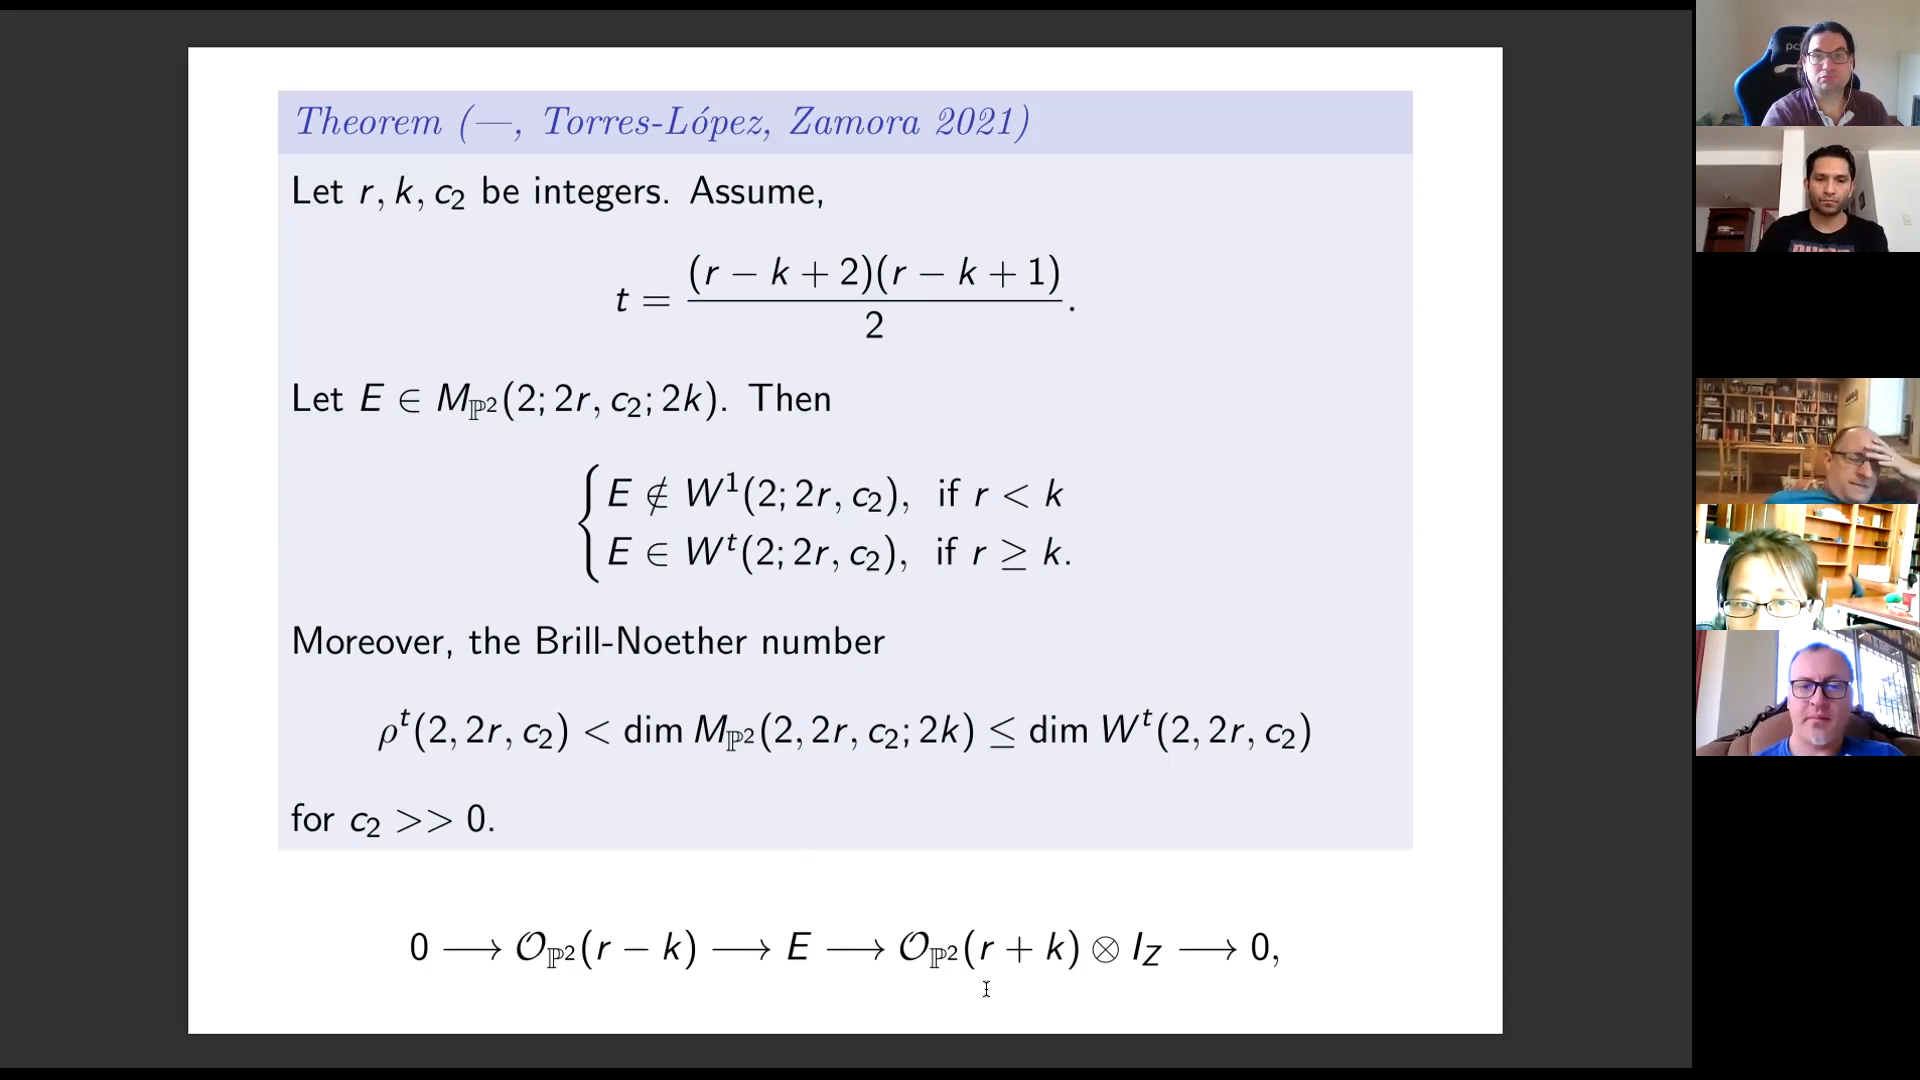 Theorem (—, Torres-López, Zamora 2021)
Let r, k, c₂ be integers. Assume,
t = (r − k + 2)(r − k + 1) / 2 .
Let E ∈ M_ℙ²(2; 2r, c₂; 2k). Then
{ E ∉ W¹(2; 2r, c₂), if r < k
E ∈ Wᵗ(2; 2r, c₂), if r ≥ k.
Moreover, the Brill-Noether number
ρᵗ(2, 2r, c₂) < dim M_ℙ²(2, 2r, c₂; 2k) ≤ dim Wᵗ(2, 2r, c₂)
for c₂ >> 0.
0 ⟶ 𝒪_ℙ²(r − k) ⟶ E ⟶ 𝒪_ℙ²(r + k) ⊗ I_Z ⟶ 0,